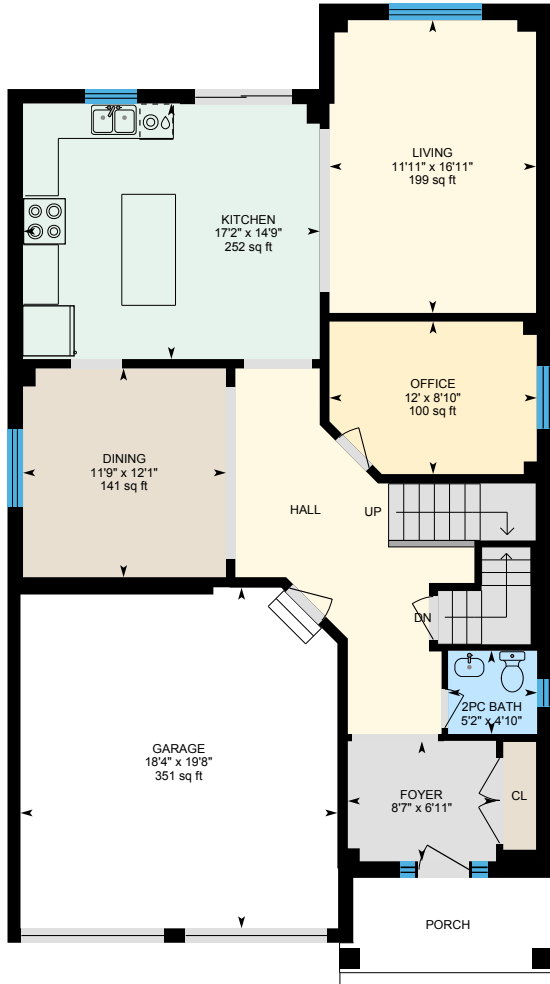 LIVING
11'11" x 16'11"
199 sq ft
KITCHEN
17'2" x 14'9"
252 sq ft
OFFICE
12' x 8'10"
100 sq ft
DINING
11'9" x 12'1"
141 sq ft
HALL
UP
DN
2PC BATH
5'2" x 4'10"
GARAGE
18'4" x 19'8"
351 sq ft
FOYER
8'7" x 6'11"
CL
PORCH